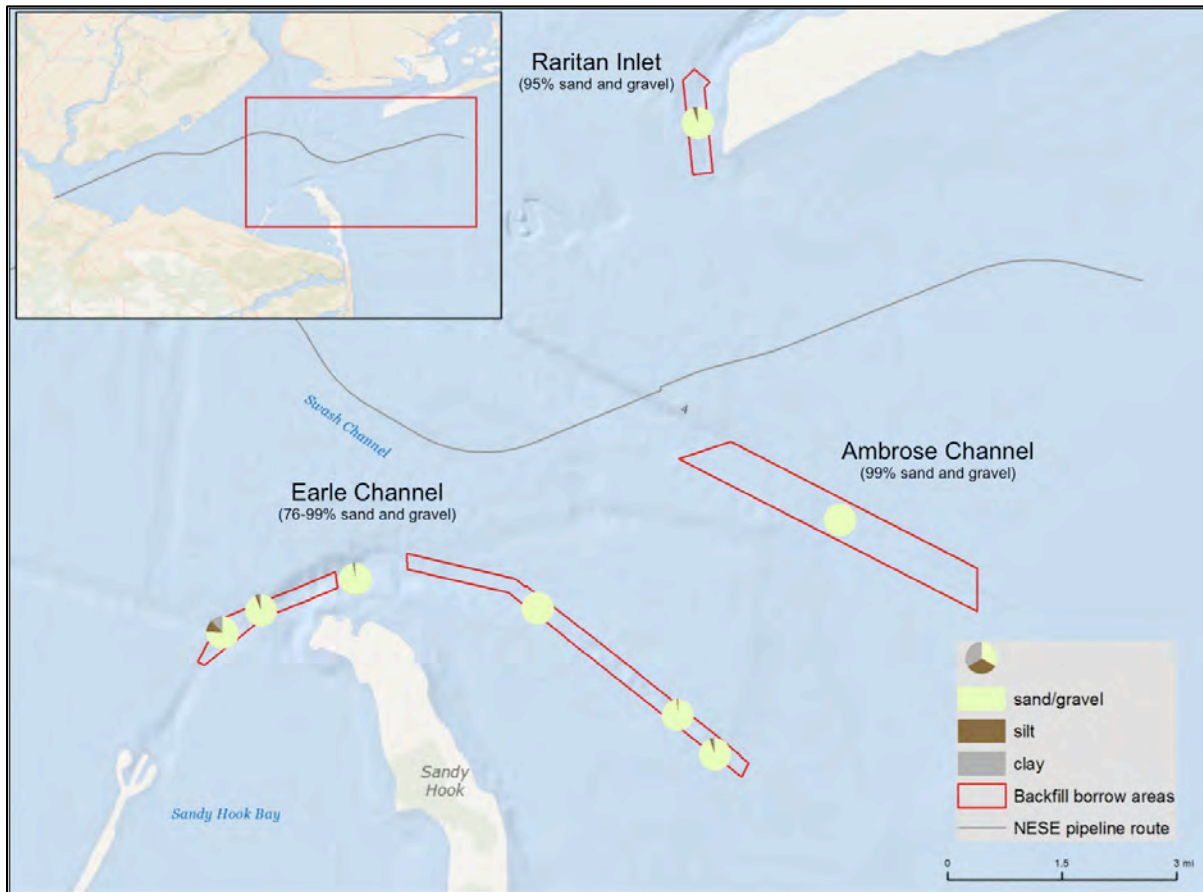 Raritan Inlet
(95% sand and gravel)
Swash Channel
4
Ambrose Channel
(99% sand and gravel)
Earle Channel
(76-99% sand and gravel)
Sandy
Hook
Sandy Hook Bay
sand/gravel
silt
clay
Backfill borrow areas
NESE pipeline route
0 1.5 3 mi